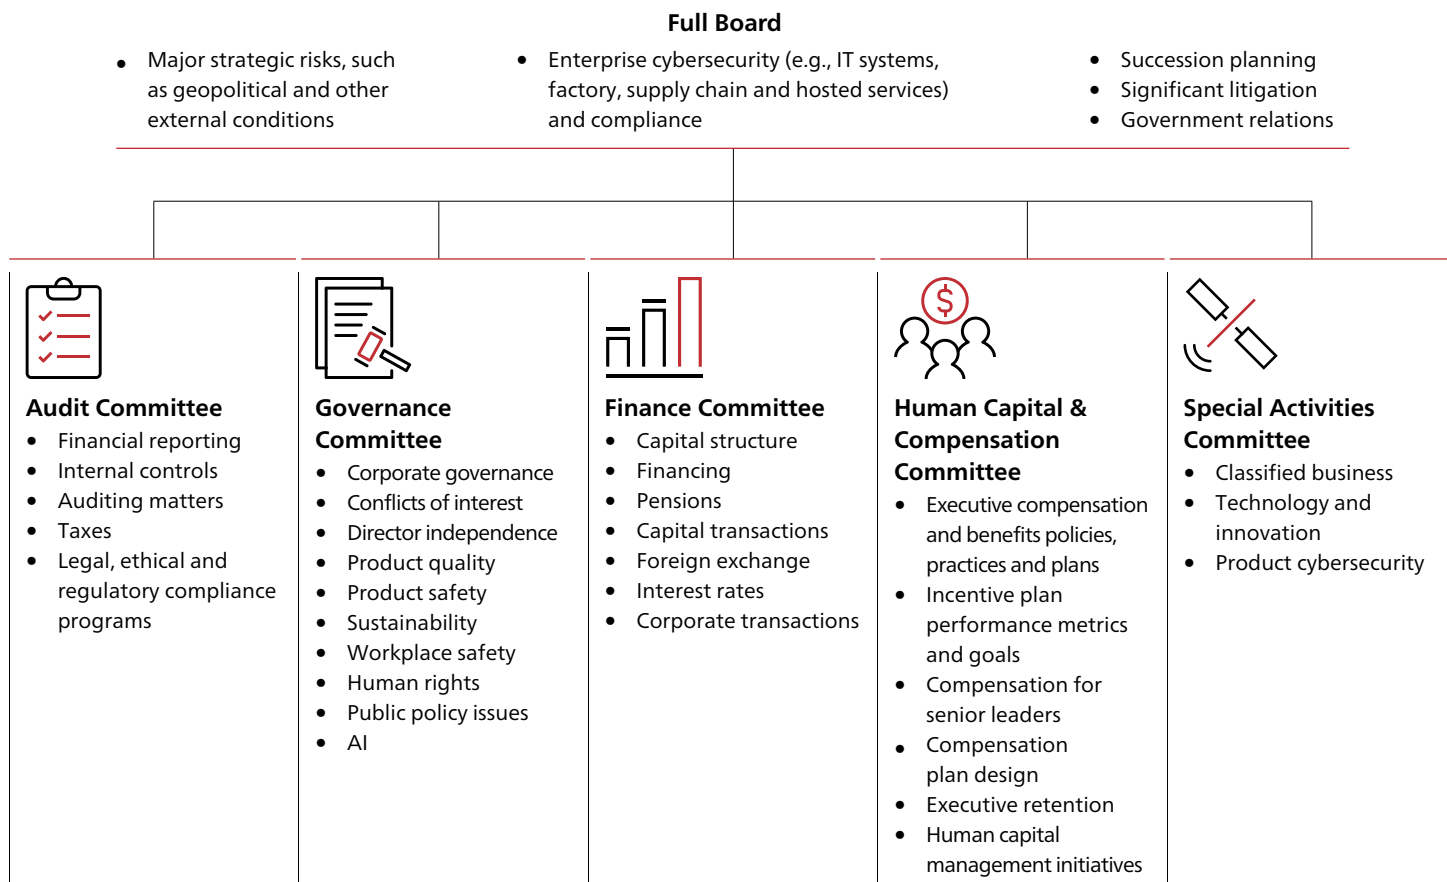 Full Board
• Major strategic risks, such
as geopolitical and other
external conditions
• Enterprise cybersecurity (e.g., IT systems,
factory, supply chain and hosted services)
and compliance
• Succession planning
• Significant litigation
• Government relations
$
Audit Committee
• Financial reporting
• Internal controls
• Auditing matters
• Taxes
• Legal, ethical and
regulatory compliance
programs
Governance
Committee
• Corporate governance
• Conflicts of interest
• Director independence
• Product quality
• Product safety
• Sustainability
• Workplace safety
• Human rights
• Public policy issues
• AI
Finance Committee
• Capital structure
• Financing
• Pensions
• Capital transactions
• Foreign exchange
• Interest rates
• Corporate transactions
Human Capital &
Compensation
Committee
• Executive compensation
and benefits policies,
practices and plans
• Incentive plan
performance metrics
and goals
• Compensation for
senior leaders
• Compensation
plan design
• Executive retention
• Human capital
management initiatives
Special Activities
Committee
• Classified business
• Technology and
innovation
• Product cybersecurity